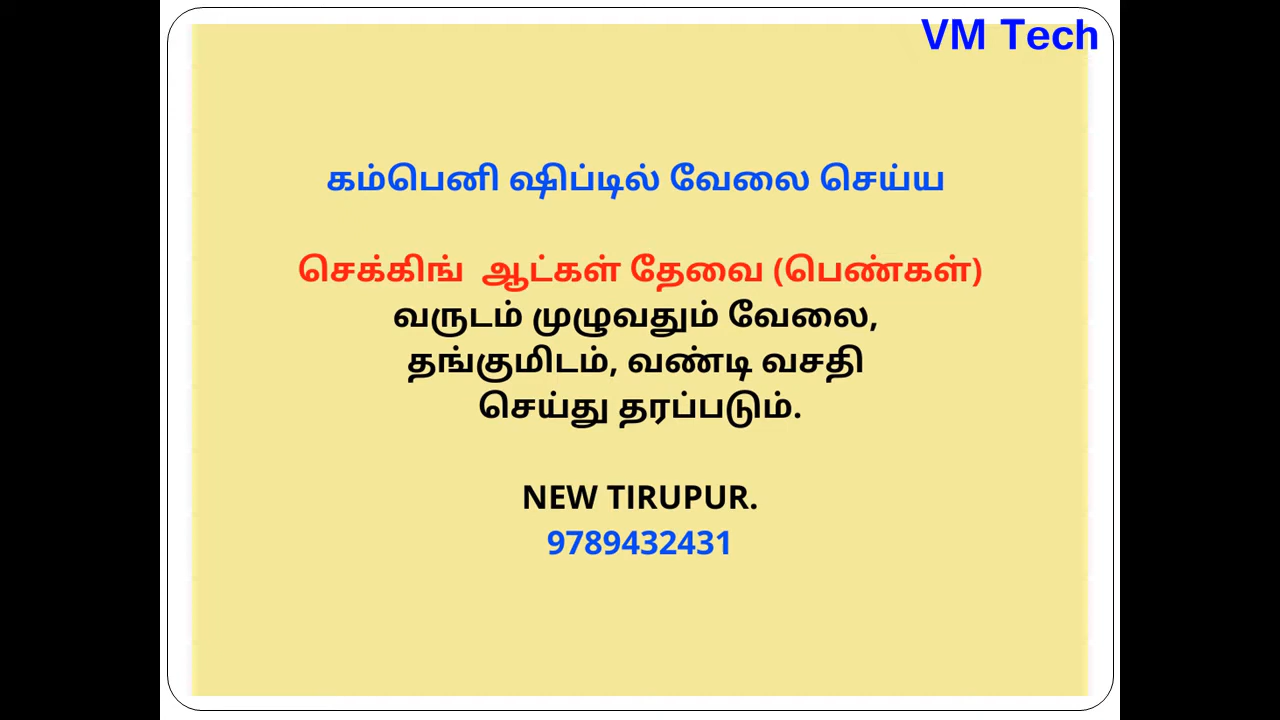 VM Tech
கம்பெனி ஷிப்டில் வேலை செய்ய
செக்கிங் ஆட்கள் தேவை (பெண்கள்)
வருடம் முழுவதும் வேலை,
தங்குமிடம், வண்டி வசதி
செய்து தரப்படும்.
NEW TIRUPUR.
9789432431